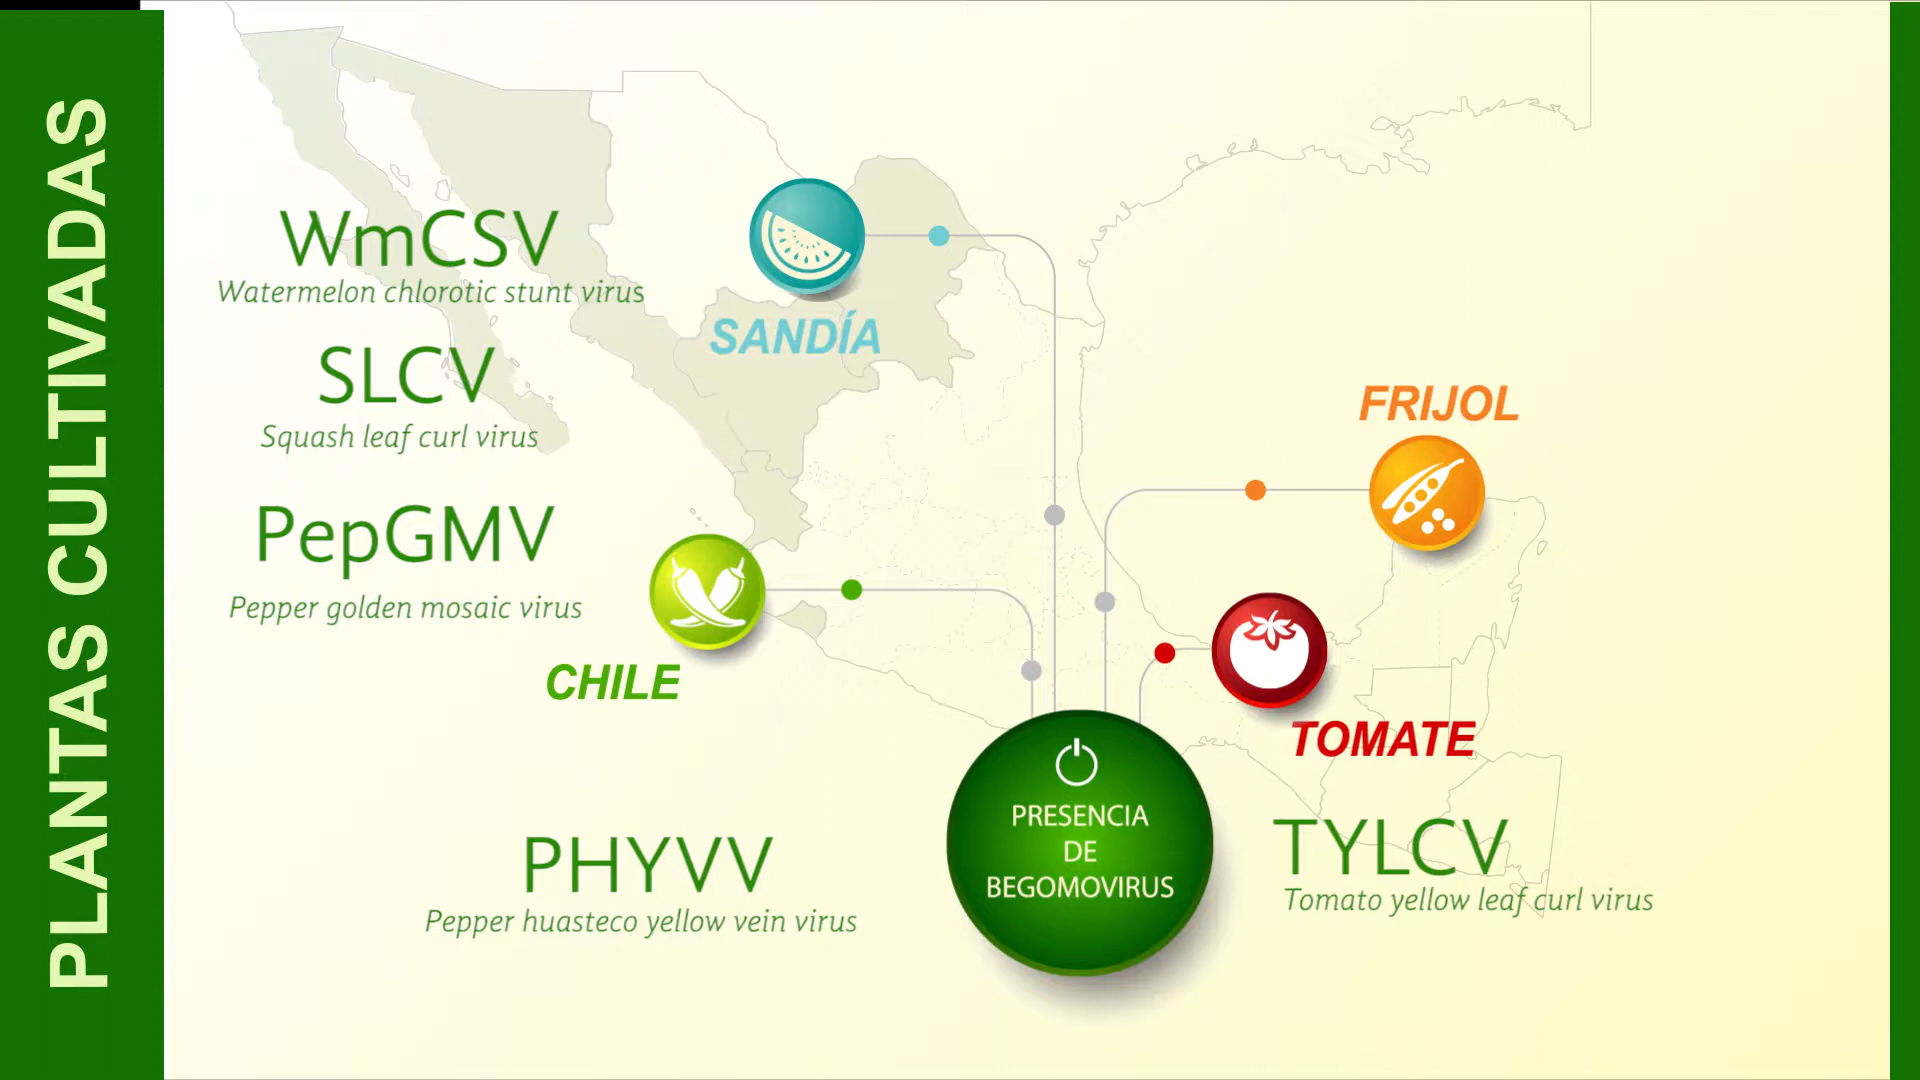 PLANTAS CULTIVADAS
WmCSV
Watermelon chlorotic stunt virus
SANDÍA
SLCV
Squash leaf curl virus
FRIJOL
PepGMV
Pepper golden mosaic virus
CHILE
TOMATE
PRESENCIA
DE
BEGOMOVIRUS
PHYVV
Pepper huasteco yellow vein virus
TYLCV
Tomato yellow leaf curl virus